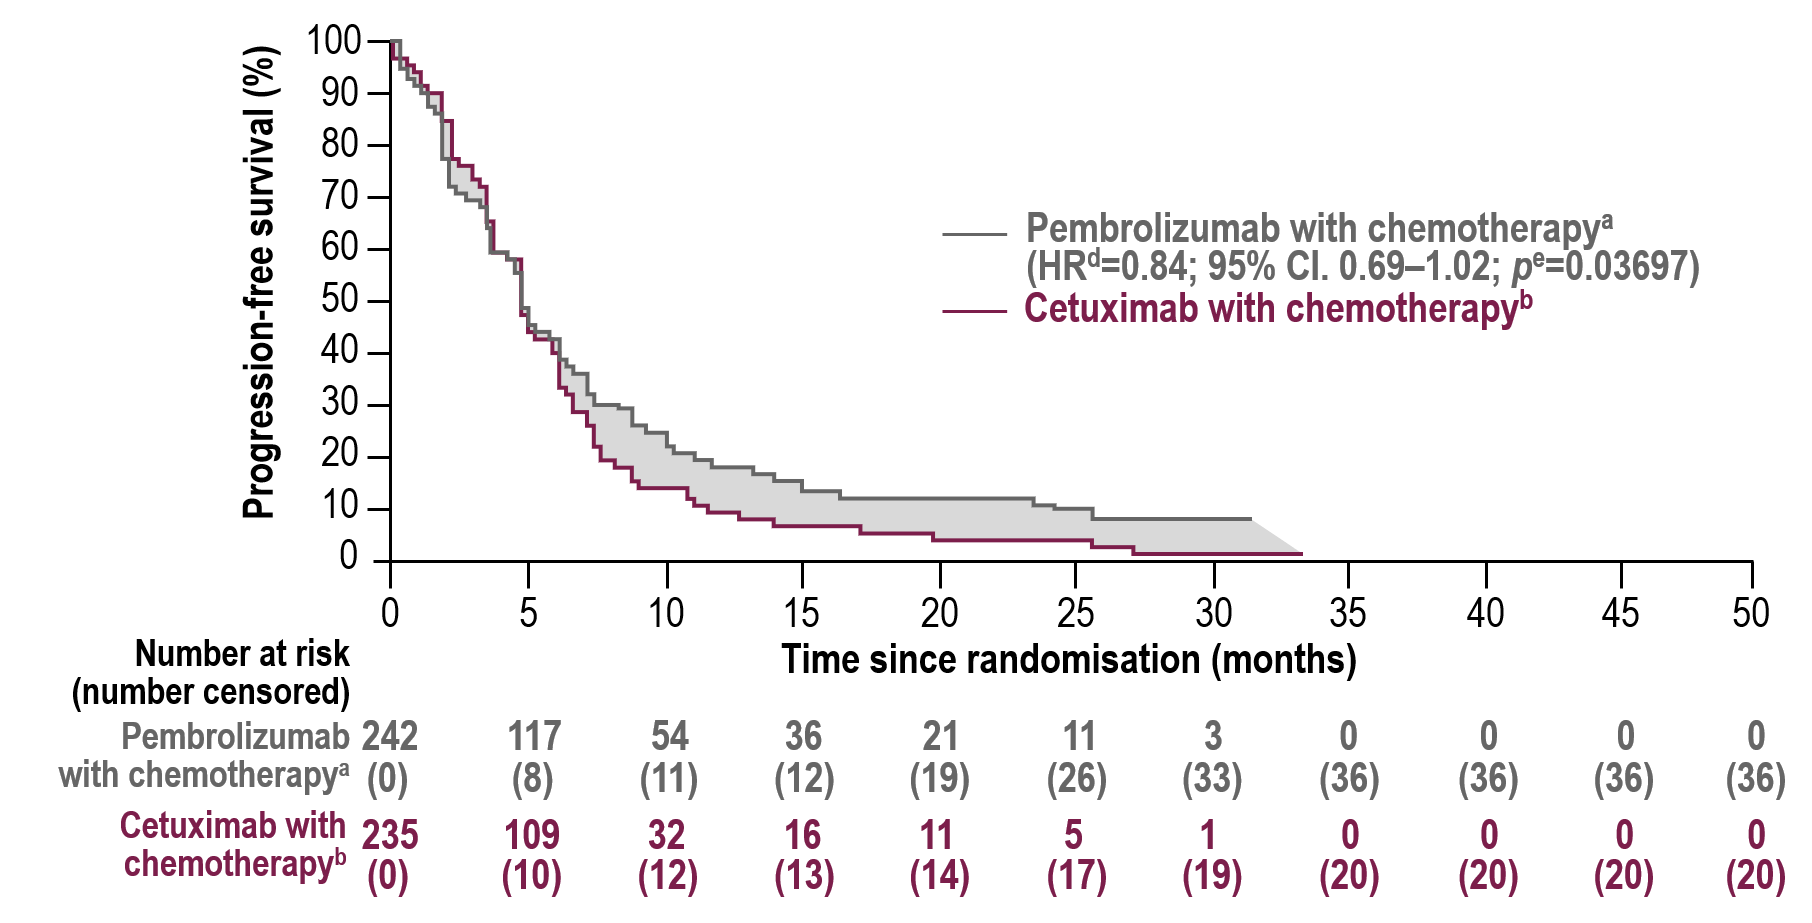 Progression-free survival (%)
100
90
80
70
60
50
40
30
20
10
0
Pembrolizumab with chemotherapyᵃ
(HRᵈ=0.84; 95% CI. 0.69–1.02; pᵉ=0.03697)
Cetuximab with chemotherapyᵇ
0 5 10 15 20 25 30 35 40 45 50
Time since randomisation (months)
Number at risk
(number censored)
Pembrolizumab 242 117 54 36 21 11 3 0 0 0 0
with chemotherapyᵃ (0) (8) (11) (12) (19) (26) (33) (36) (36) (36) (36)
Cetuximab with 235 109 32 16 11 5 1 0 0 0 0
chemotherapyᵇ (0) (10) (12) (13) (14) (17) (19) (20) (20) (20) (20)